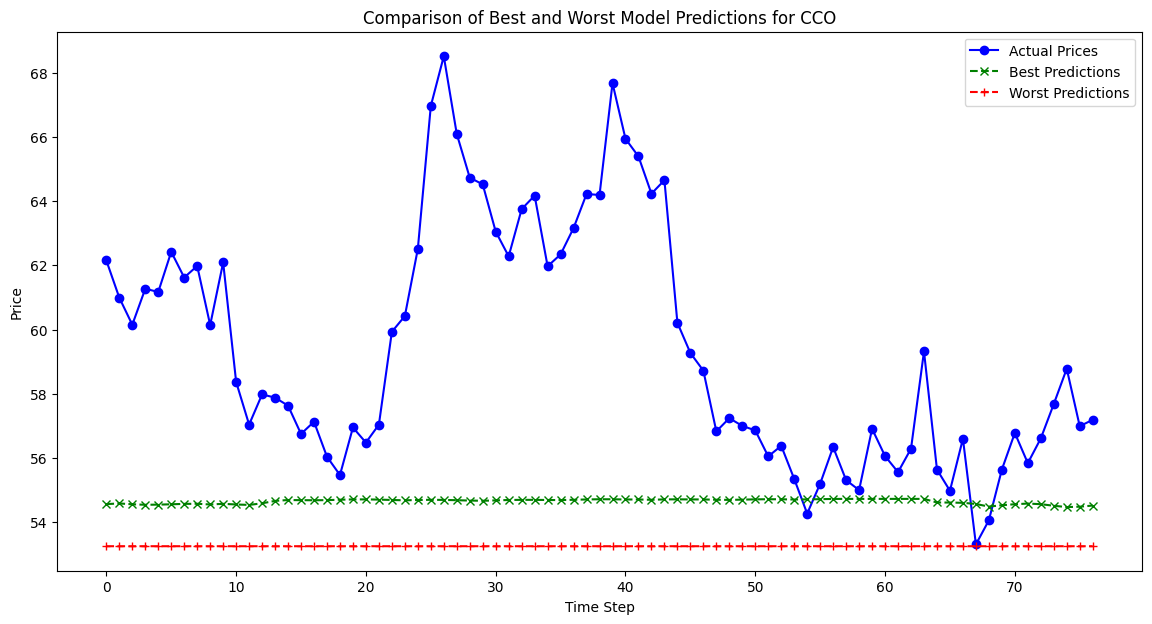 Comparison of Best and Worst Model Predictions for CCO
Actual Prices
Best Predictions
Worst Predictions
Price
68
66
64
62
60
58
56
54
0 10 20 30 40 50 60 70
Time Step